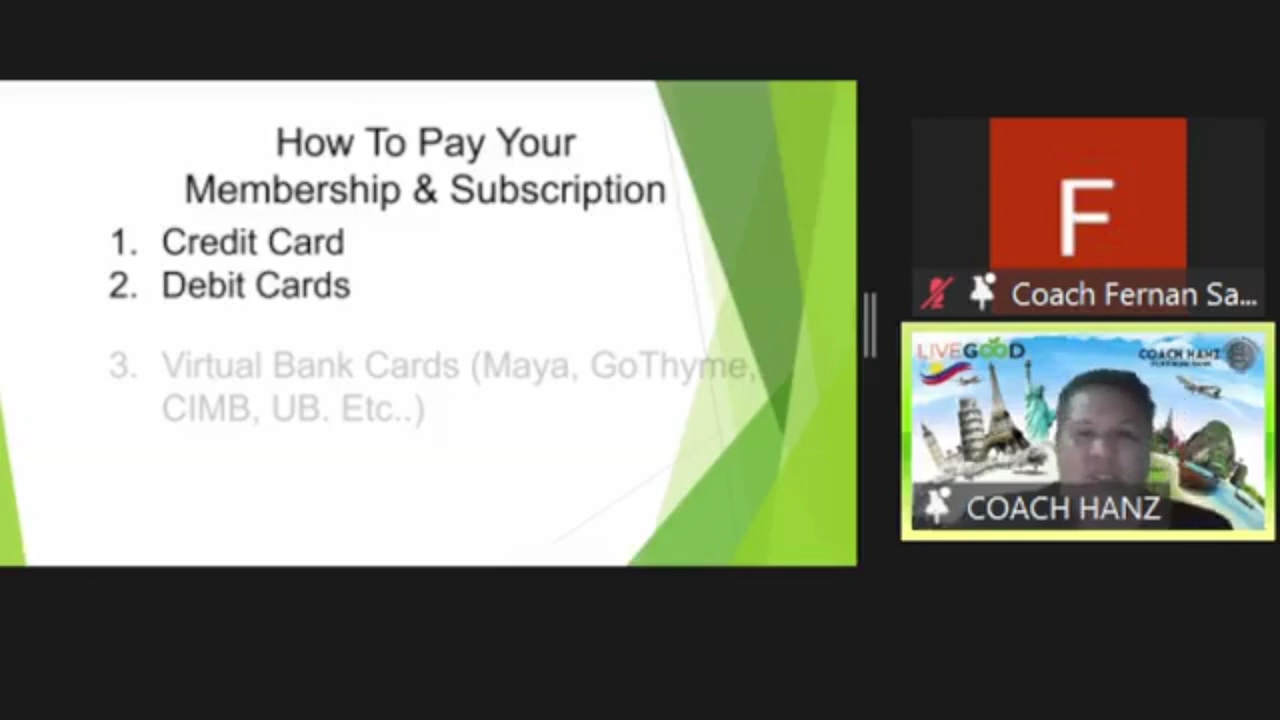 How To Pay Your
Membership & Subscription
1. Credit Card
2. Debit Cards
3. Virtual Bank Cards (Maya, GoThyme,
CIMB, UB. Etc..)
F
Coach Fernan Sa...
LIVEGOOD
COACH HANZ
COACH HANZ